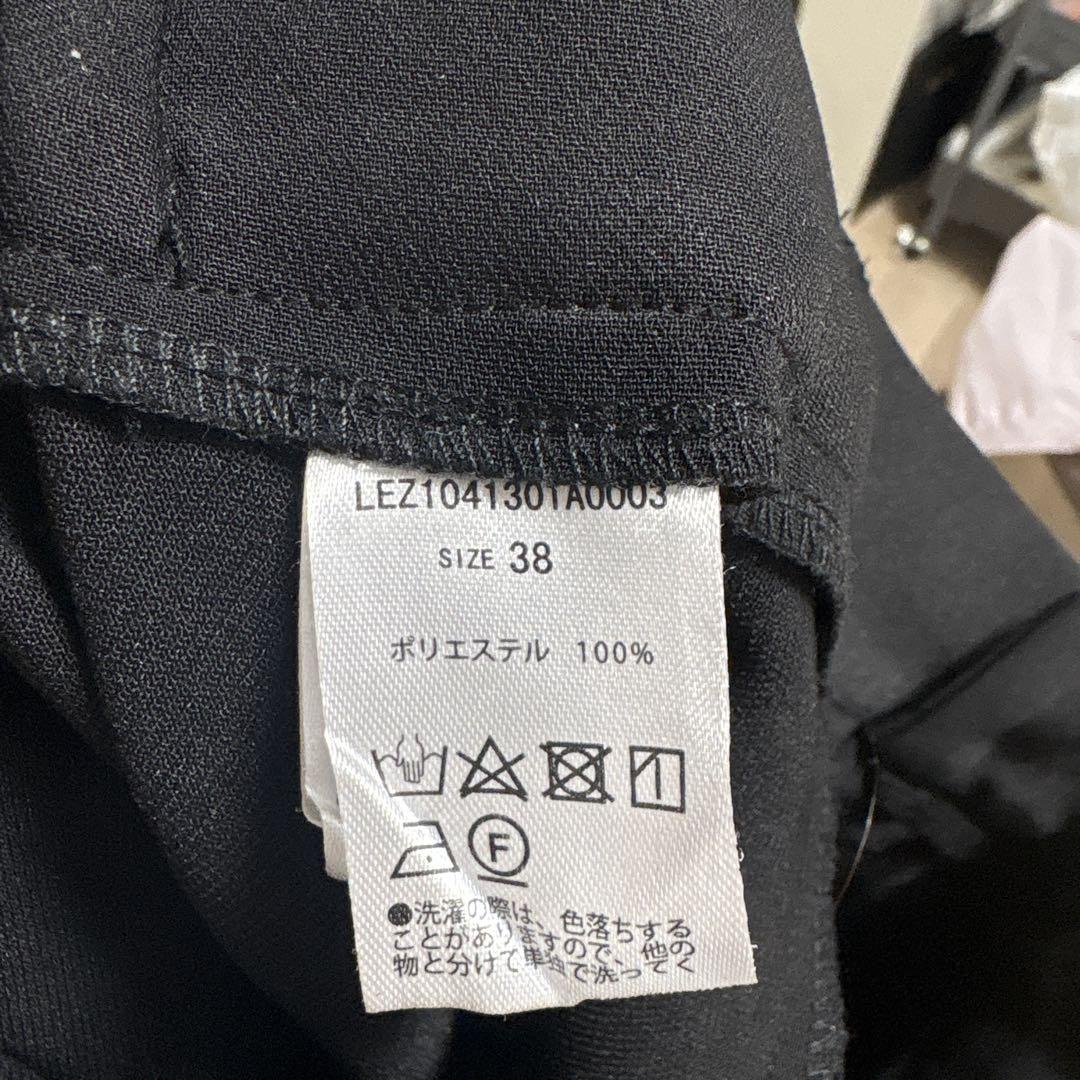 LEZ1041301A0003
SIZE 38
ポリエステル 100%
F
●洗濯の際は、色落ちする
ことがありますので、他の
物と分けて単独で洗ってく